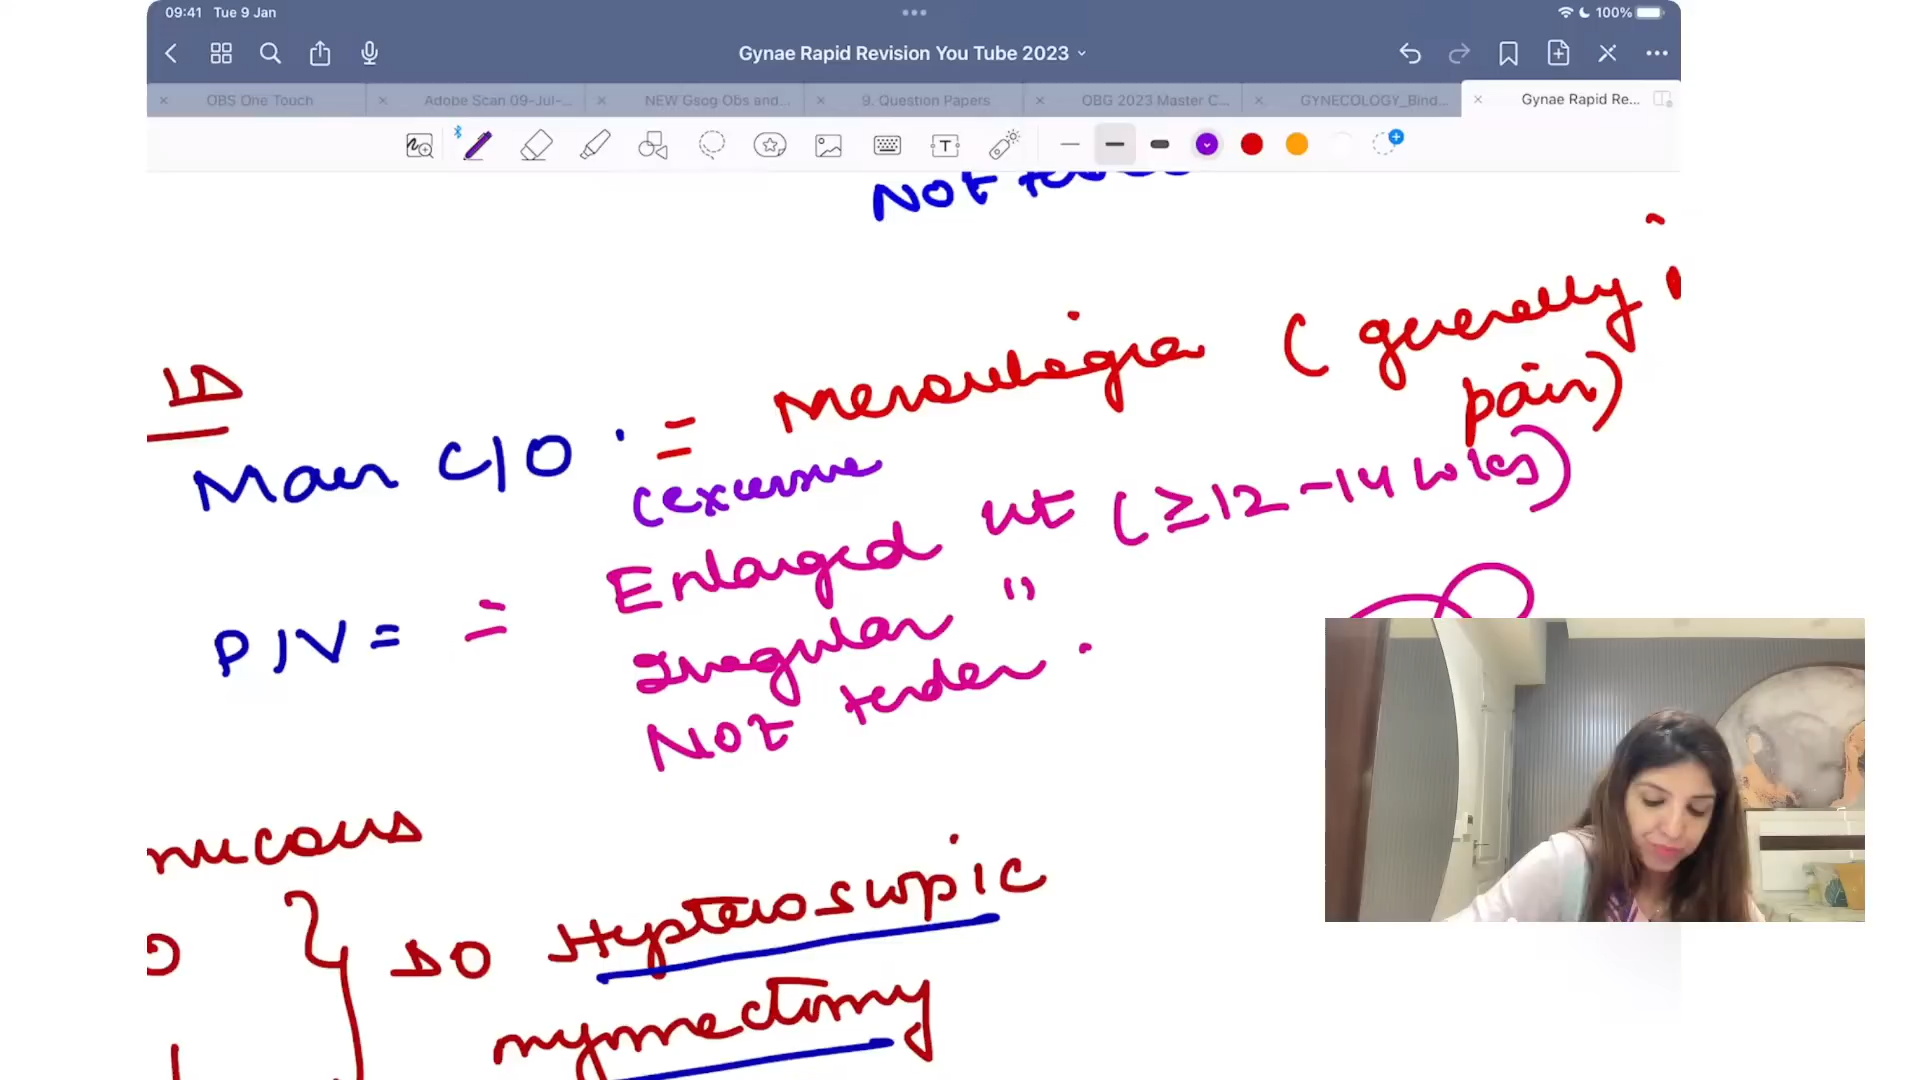 09:41 Tue 9 Jan
100%
Gynae Rapid Revision You Tube 2023
OBS One Touch
Adobe Scan 09-Jul-...
NEW Gsog Obs and...
9. Question Papers
OBG 2023 Master C...
GYNECOLOGY_Bind...
Gynae Rapid Re...
NOT
Main C/O = Menorrhagia (generally
pain)
(excessive
P/V = = Enlarged ut (≥12-14 wks)
Irregular "
NOT tender.
mucous
DO Hysteroscopic
myomectomy